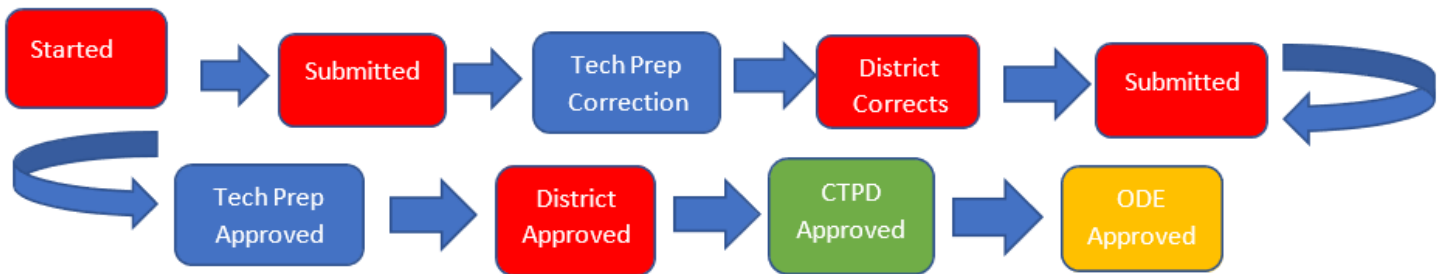 Started
Submitted
Tech Prep
Correction
District
Corrects
Submitted
Tech Prep
Approved
District
Approved
CTPD
Approved
ODE
Approved